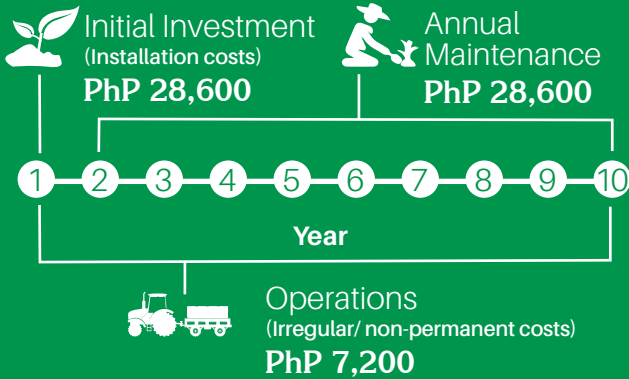 Initial Investment
(Installation costs)
PhP 28,600
Annual
Maintenance
PhP 28,600
1 2 3 4 5 6 7 8 9 10
Year
Operations
(Irregular/ non-permanent costs)
PhP 7,200